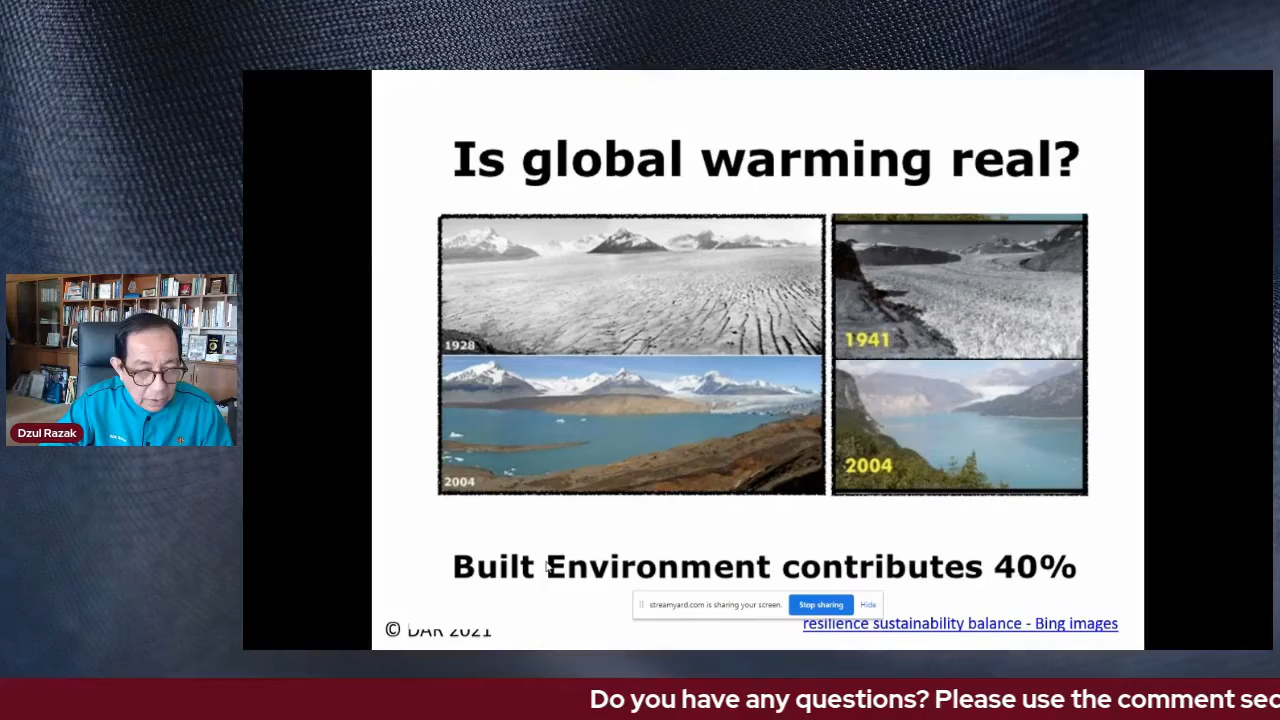 Is global warming real?
1928
2004
1941
2004
Dzul Razak
Built Environment contributes 40%
streamyard.com is sharing your screen. Stop sharing Hide
© DAR 2021
resilience sustainability balance - Bing images
Do you have any questions? Please use the comment sec